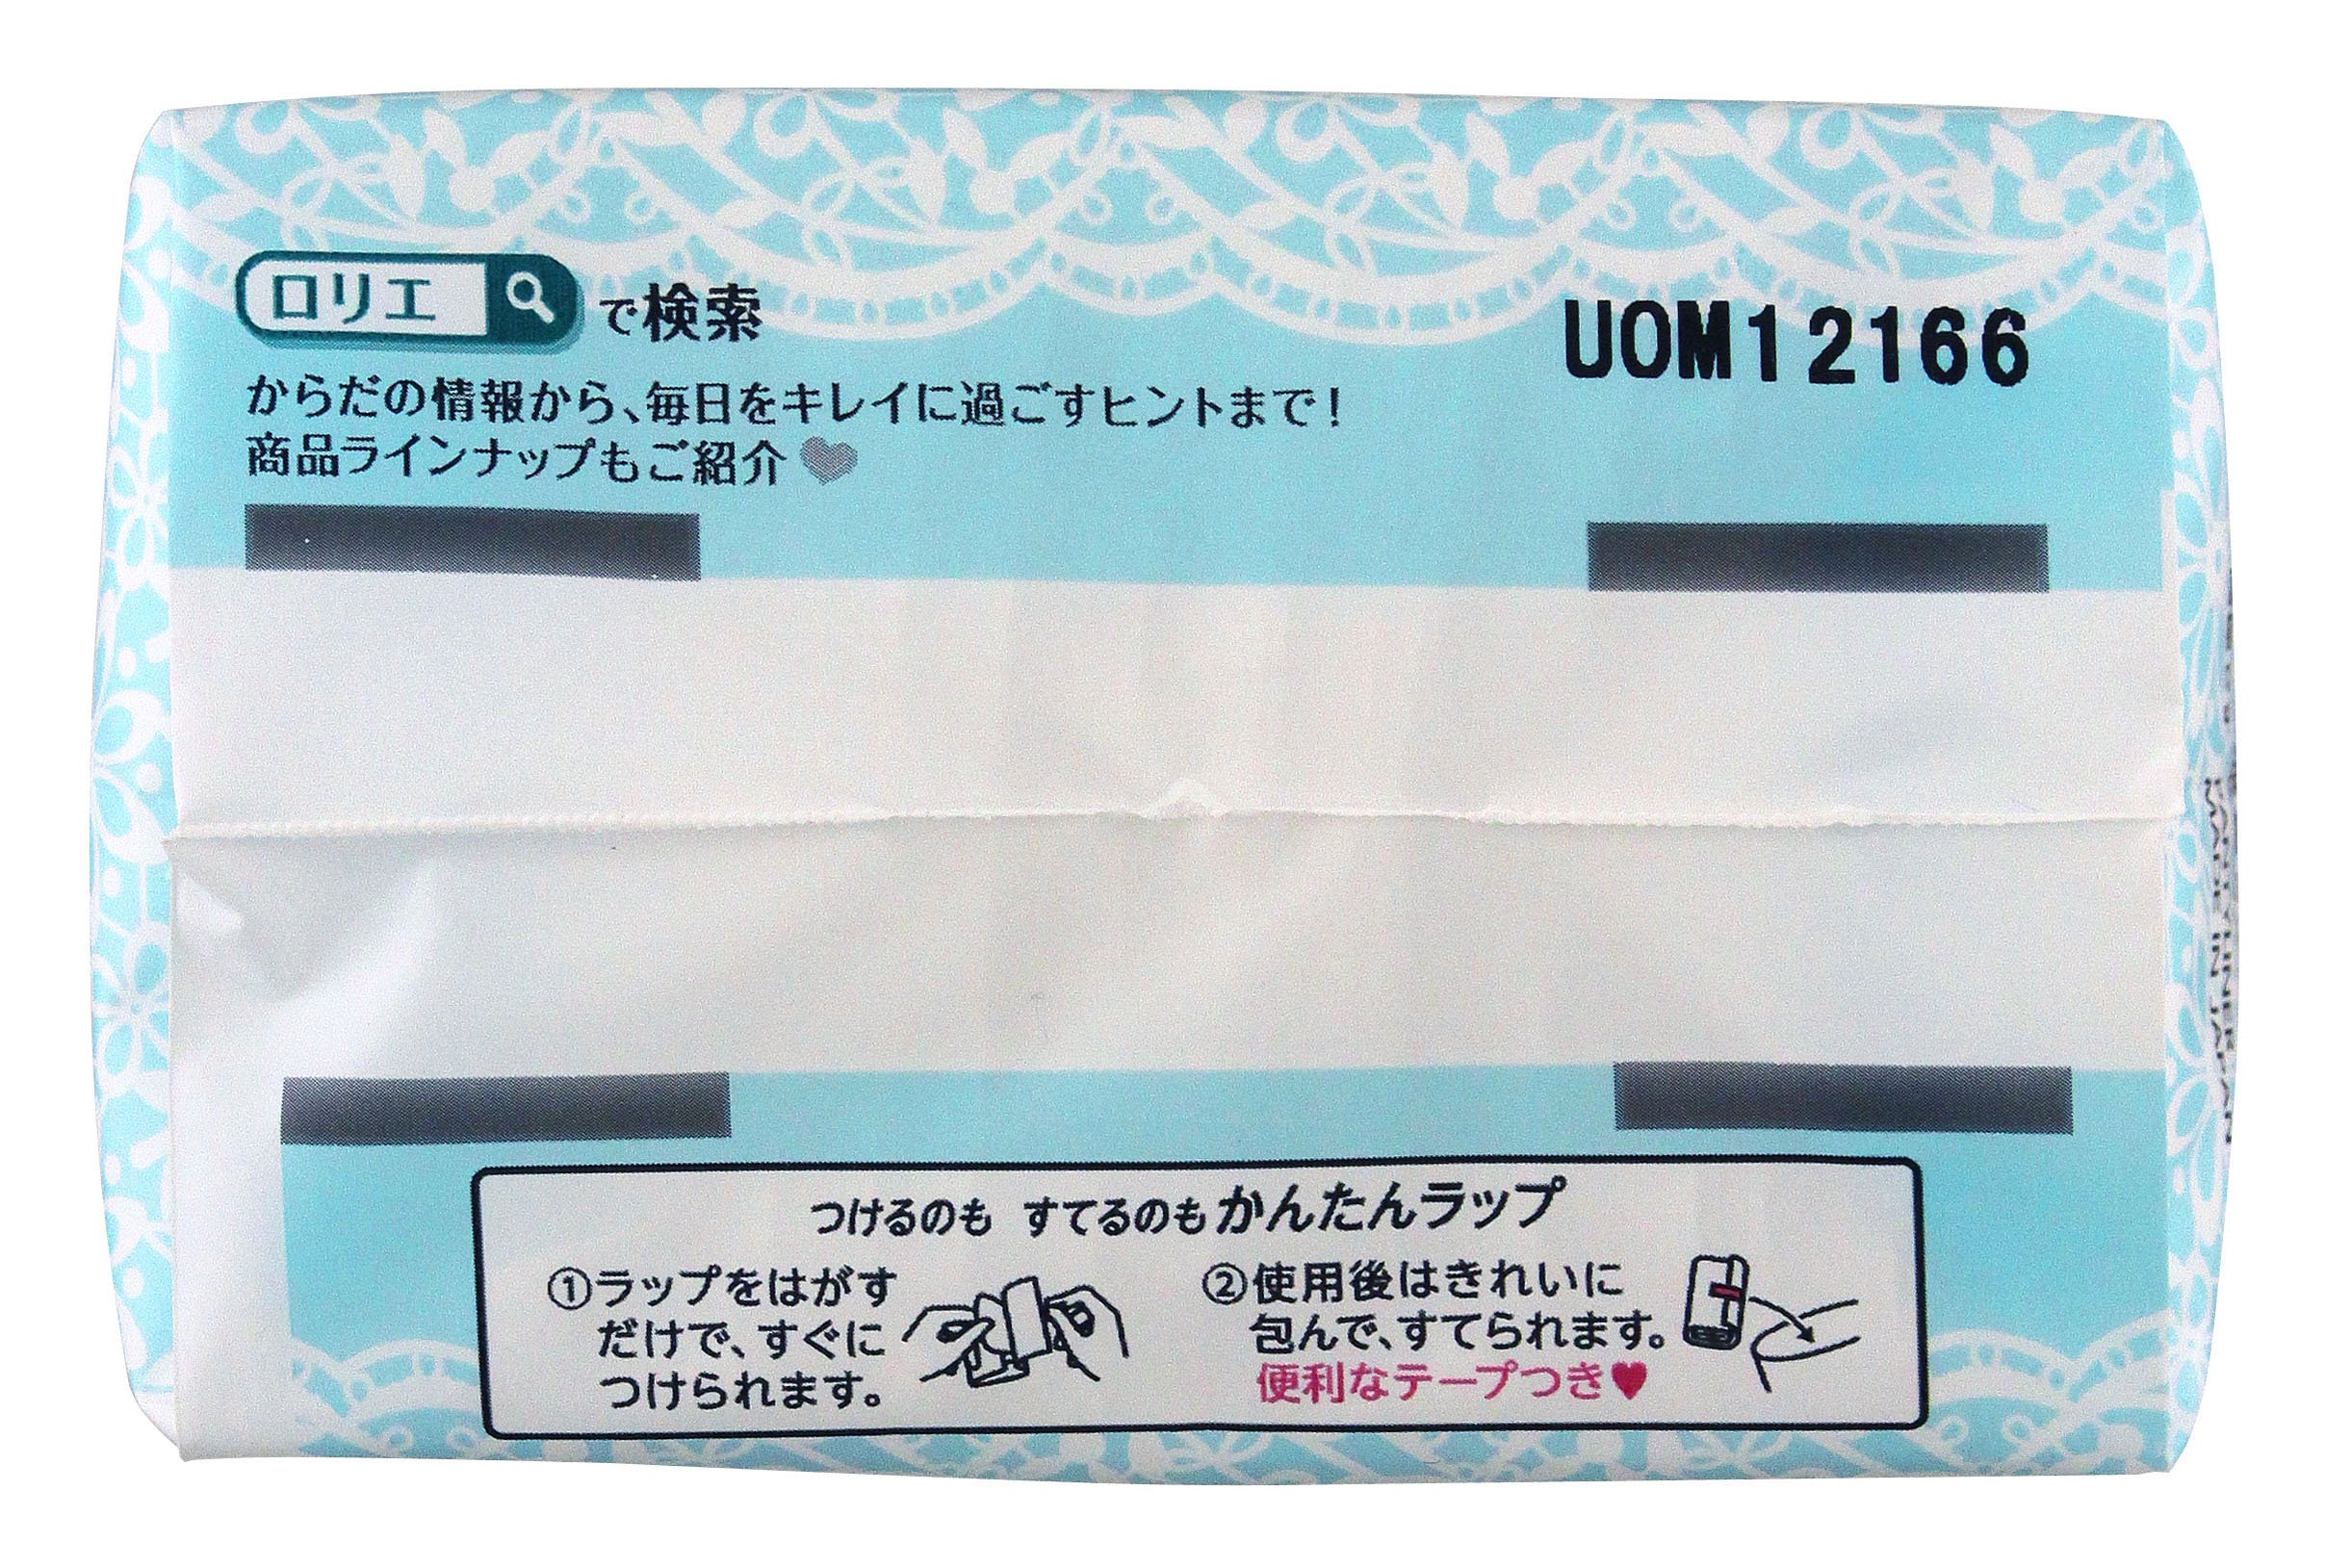 ロリエ で検索
UOM12166
からだの情報から、毎日をキレイに過ごすヒントまで!
商品ラインナップもご紹介
つけるのも すてるのもかんたんラップ
①ラップをはがす
だけで、すぐに
つけられます。
②使用後はきれいに
包んで、すてられます。
便利なテープつき♥
PANTYLINER
MADE IN JAPAN